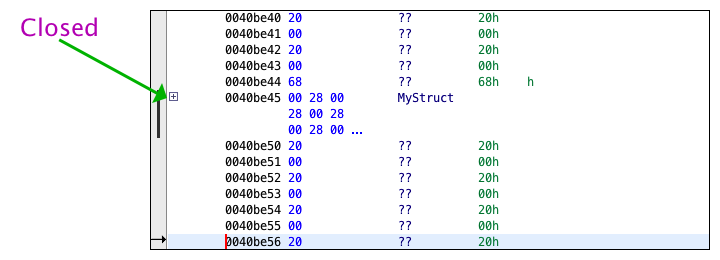 Closed
0040be40 20 ?? 20h
0040be41 00 ?? 00h
0040be42 20 ?? 20h
0040be43 00 ?? 00h
0040be44 68 ?? 68h h
0040be45 00 28 00 MyStruct
28 00 28
00 28 00 ...
0040be50 20 ?? 20h
0040be51 00 ?? 00h
0040be52 20 ?? 20h
0040be53 00 ?? 00h
0040be54 20 ?? 20h
0040be55 00 ?? 00h
0040be56 20 ?? 20h